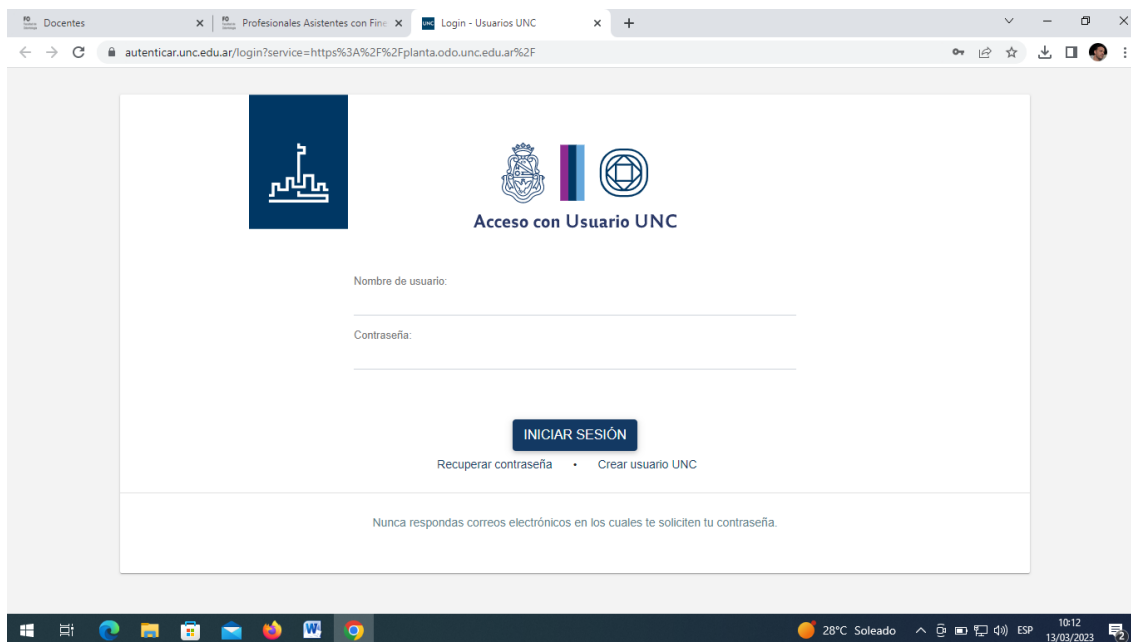 Docentes
Profesionales Asistentes con Fine
UNC Login - Usuarios UNC
autenticar.unc.edu.ar/login?service=https%3A%2F%2Fplanta.odo.unc.edu.ar%2F
Acceso con Usuario UNC
Nombre de usuario:
Contraseña:
INICIAR SESIÓN
Recuperar contraseña • Crear usuario UNC
Nunca respondas correos electrónicos en los cuales te soliciten tu contraseña.
28°C Soleado
ESP
10:12
13/03/2023
2